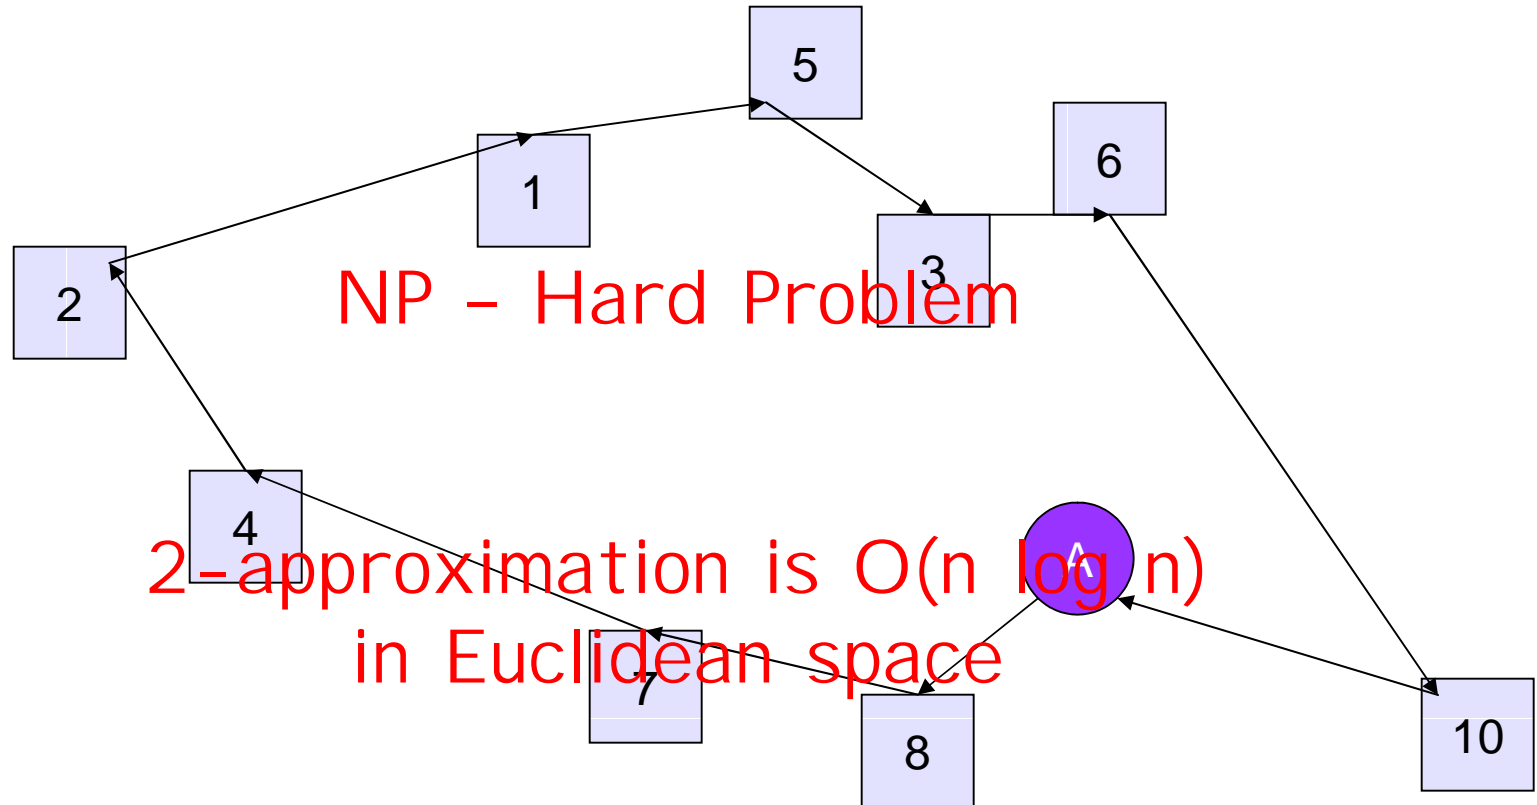 5
6
1
3
2
NP - Hard Problem
4
A
2-approximation is O(n log n)
in Euclidean space
7
8
10